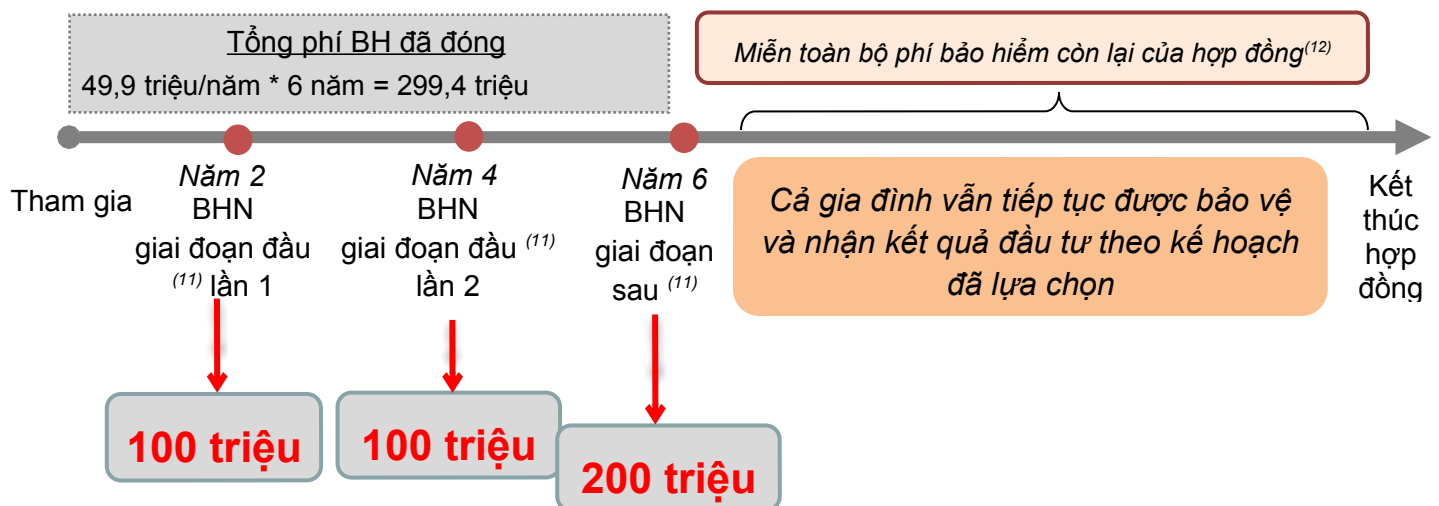 Tổng phí BH đã đóng
49,9 triệu/năm * 6 năm = 299,4 triệu
Miễn toàn bộ phí bảo hiểm còn lại của hợp đồng(12)
Tham gia
Năm 2
BHN
giai đoạn đầu
(11) lần 1
Năm 4
BHN
giai đoạn đầu (11)
lần 2
Năm 6
BHN
giai đoạn
sau (11)
Cả gia đình vẫn tiếp tục được bảo vệ
và nhận kết quả đầu tư theo kế hoạch
đã lựa chọn
Kết
thúc
hợp
đồng
100 triệu
100 triệu
200 triệu